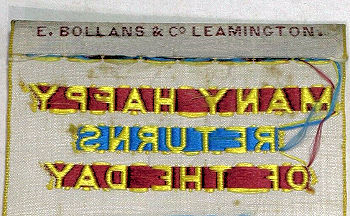 E. BOLLANS & Co LEAMINGTON.
MANY HAPPY
RETURNS
OF THE DAY